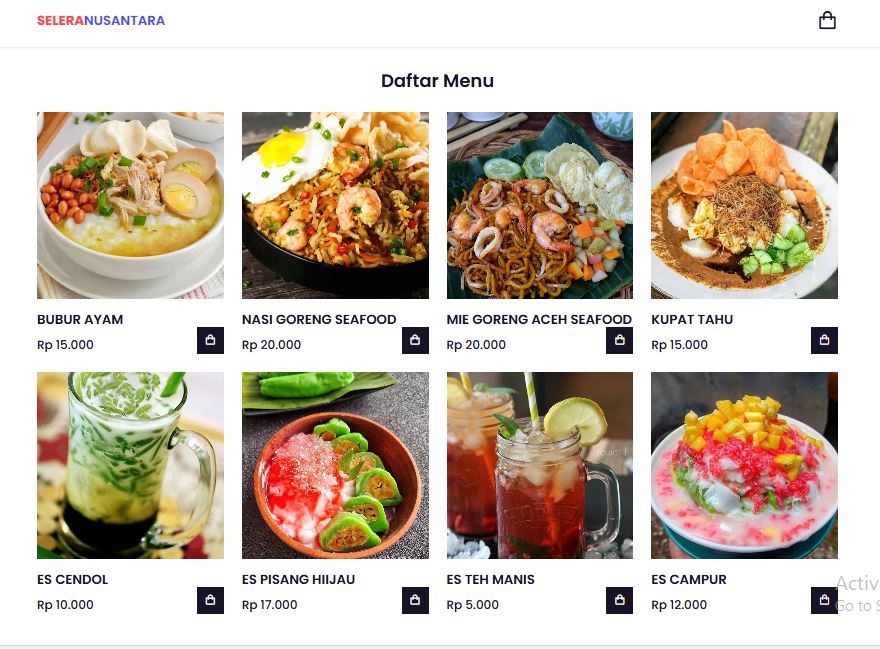 SELERANUSANTARA
Daftar Menu
BUBUR AYAM
Rp 15.000
NASI GORENG SEAFOOD
Rp 20.000
MIE GORENG ACEH SEAFOOD
Rp 20.000
KUPAT TAHU
Rp 15.000
ES CENDOL
Rp 10.000
ES PISANG HIIJAU
Rp 17.000
ES TEH MANIS
Rp 5.000
ES CAMPUR
Rp 12.000
Activ
Go to S